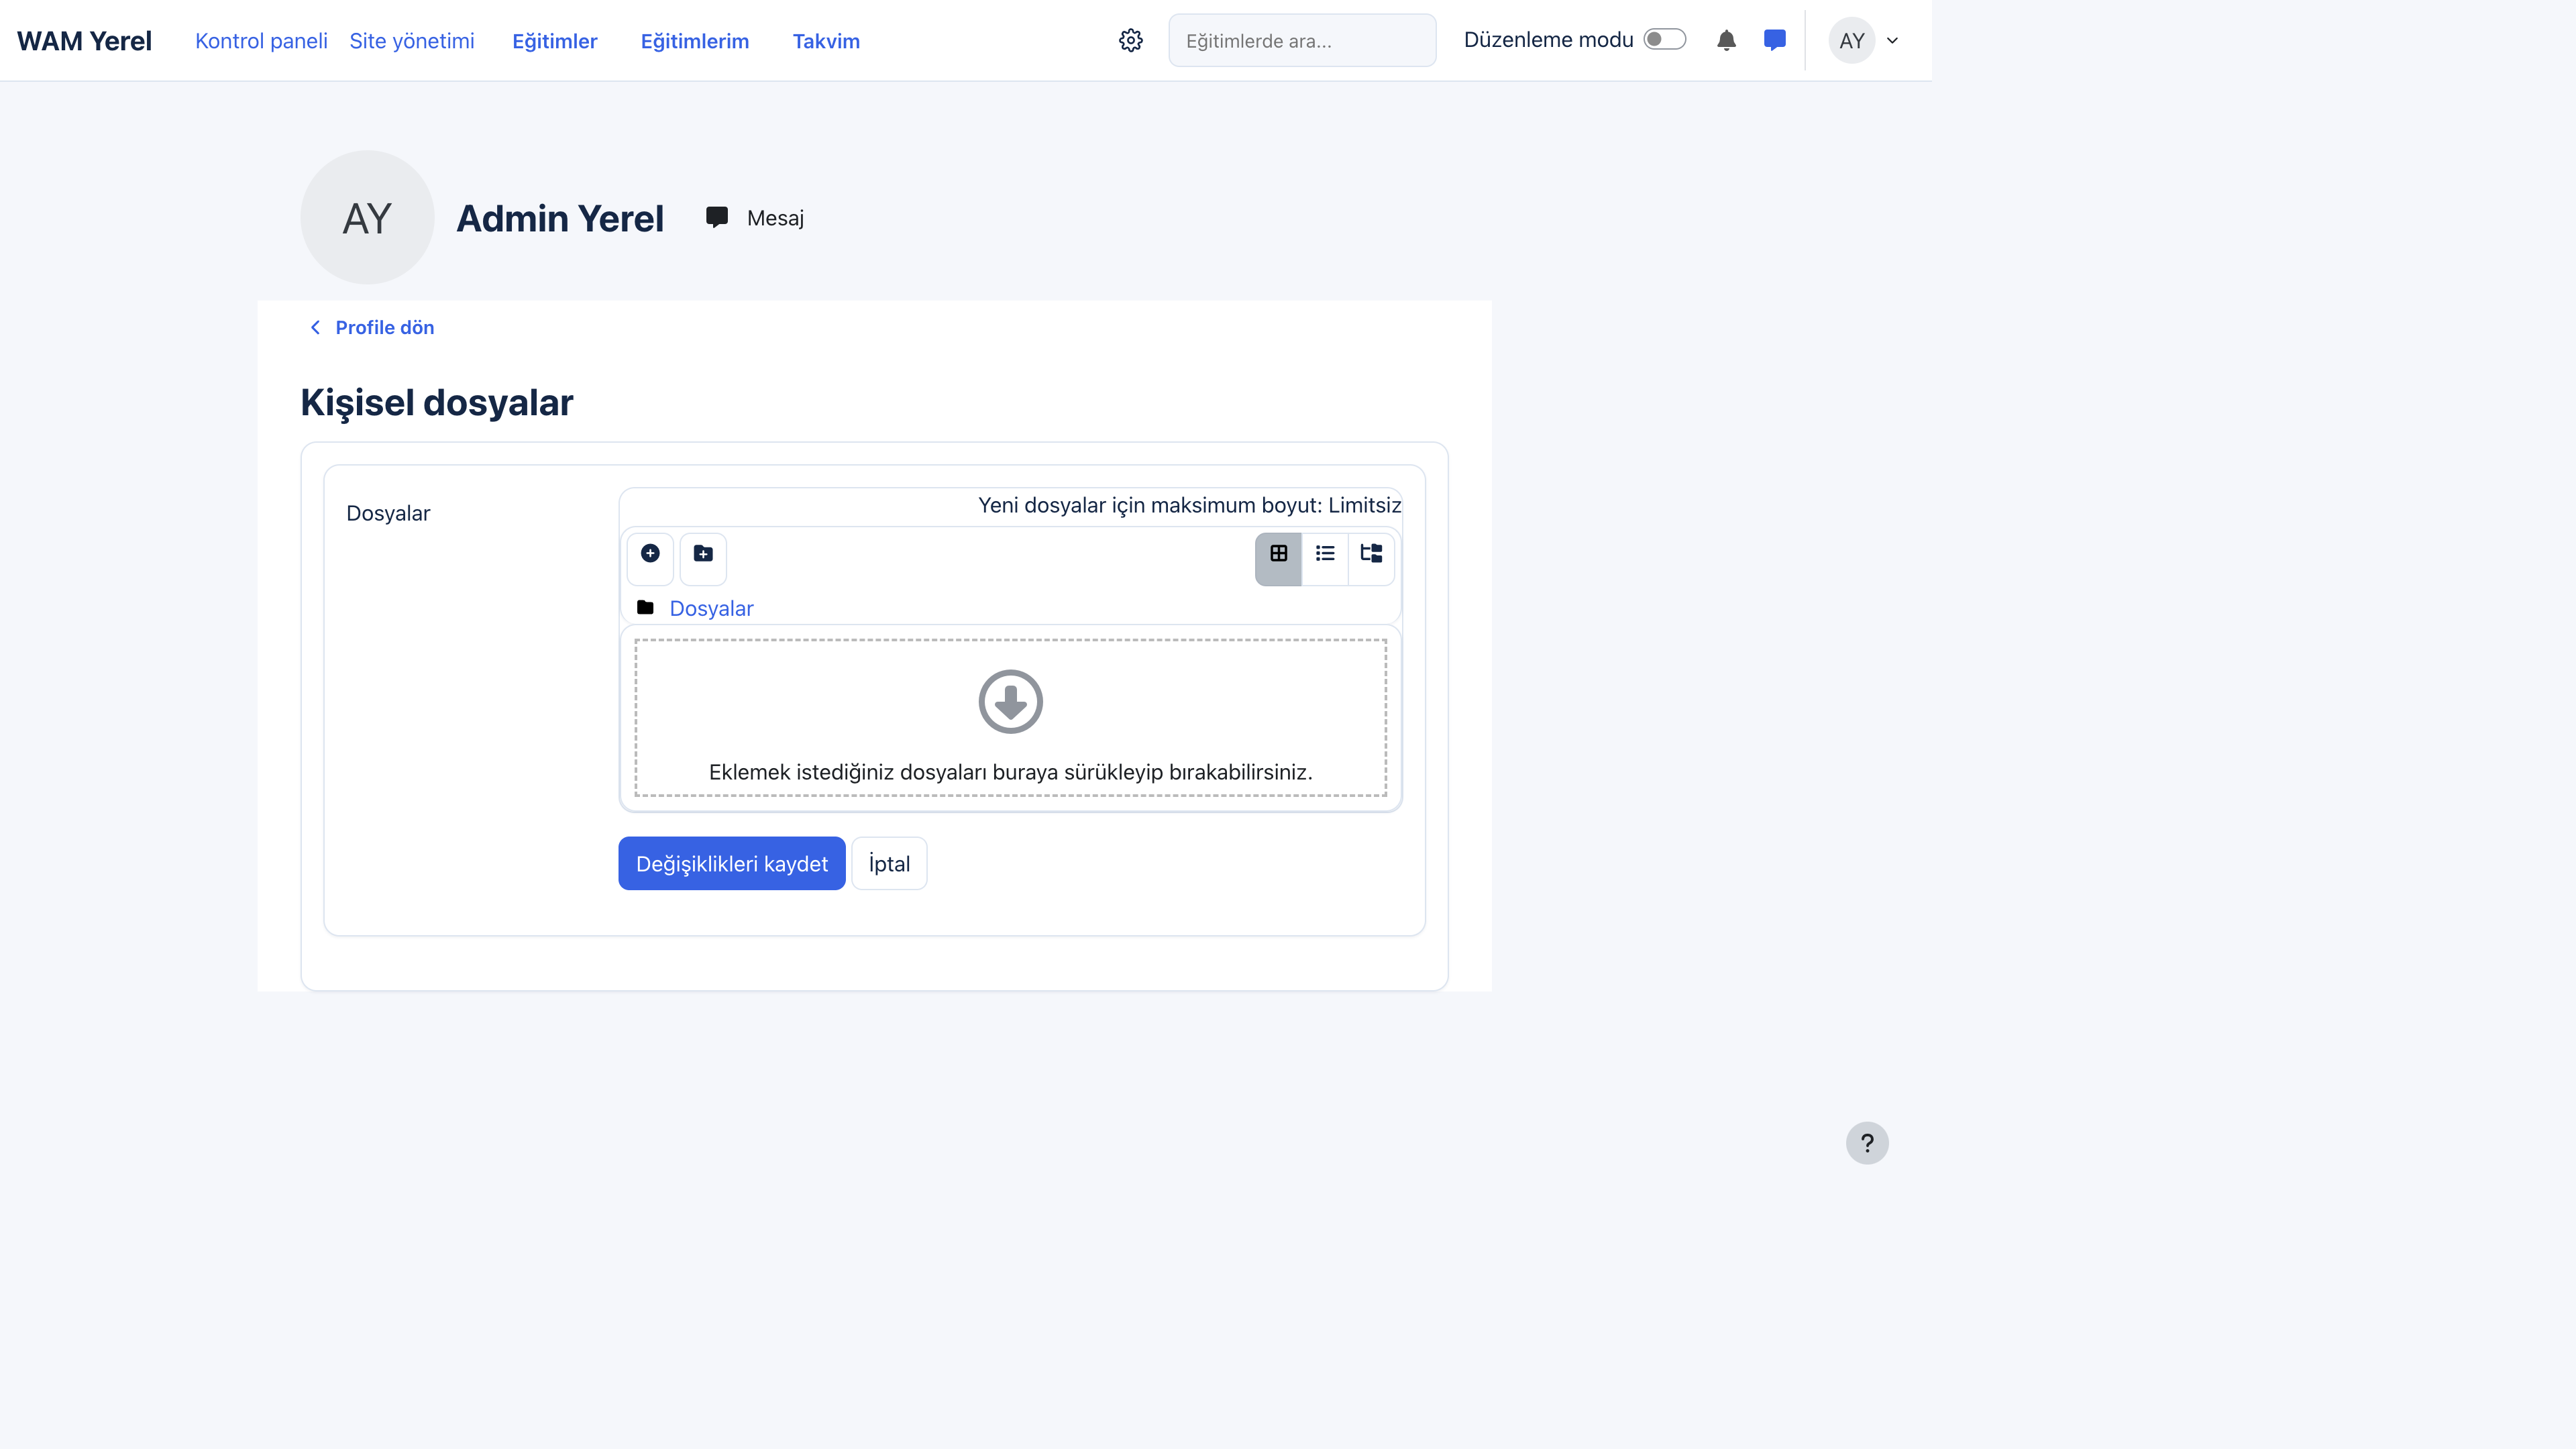 WAM Yerel Kontrol paneli Site yönetimi Eğitimler Eğitimlerim Takvim Eğitimlerde ara... Düzenleme modu AY
AY Admin Yerel Mesaj
Profile dön
Kişisel dosyalar
Dosyalar
Yeni dosyalar için maksimum boyut: Limitsiz
Dosyalar
Eklemek istediğiniz dosyaları buraya sürükleyip bırakabilirsiniz.
Değişiklikleri kaydet İptal
?